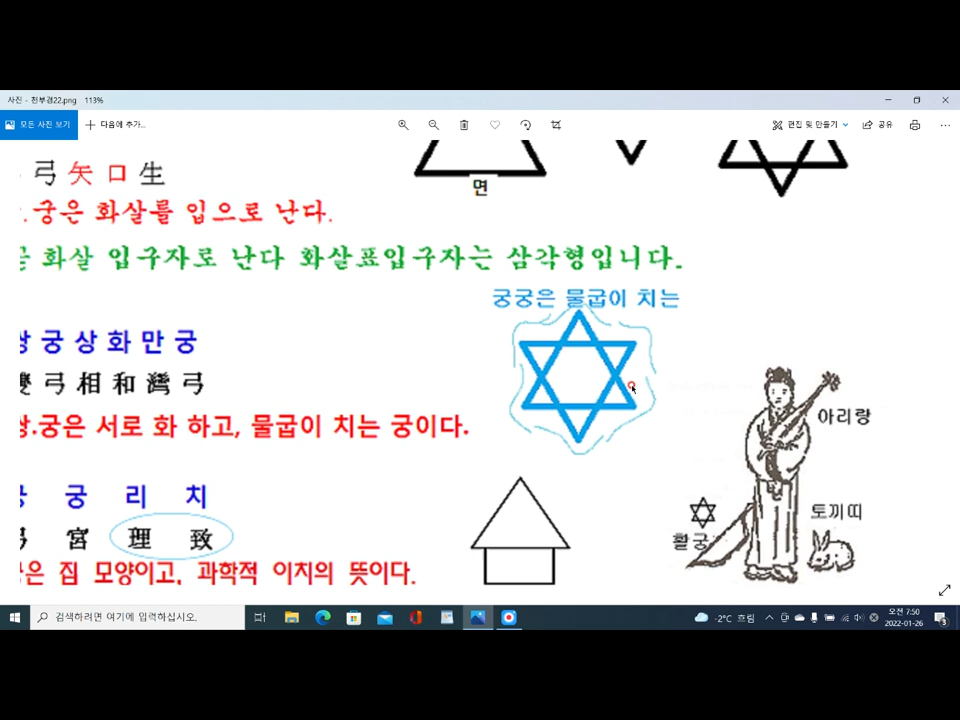 사진 - 천부경22.png 113%
모든 사진 보기 다음에 추가... 편집 및 만들기 공유
면
弓 矢 口 生
.궁은 화살를 입으로 난다.
화살 입구자로 난다 화살표입구자는 삼각형입니다.
궁궁은 물굽이 치는
궁 상 화 만 궁
弓 相 和 灣 弓
.궁은 서로 화 하고, 물굽이 치는 궁이다.
아리랑
궁 리 치
宮 理 致
토끼띠
활궁
은 집 모양이고, 과학적 이치의 뜻이다.
검색하려면 여기에 입력하십시오.
-2°C 흐림
오전 7:50
2022-01-26
3